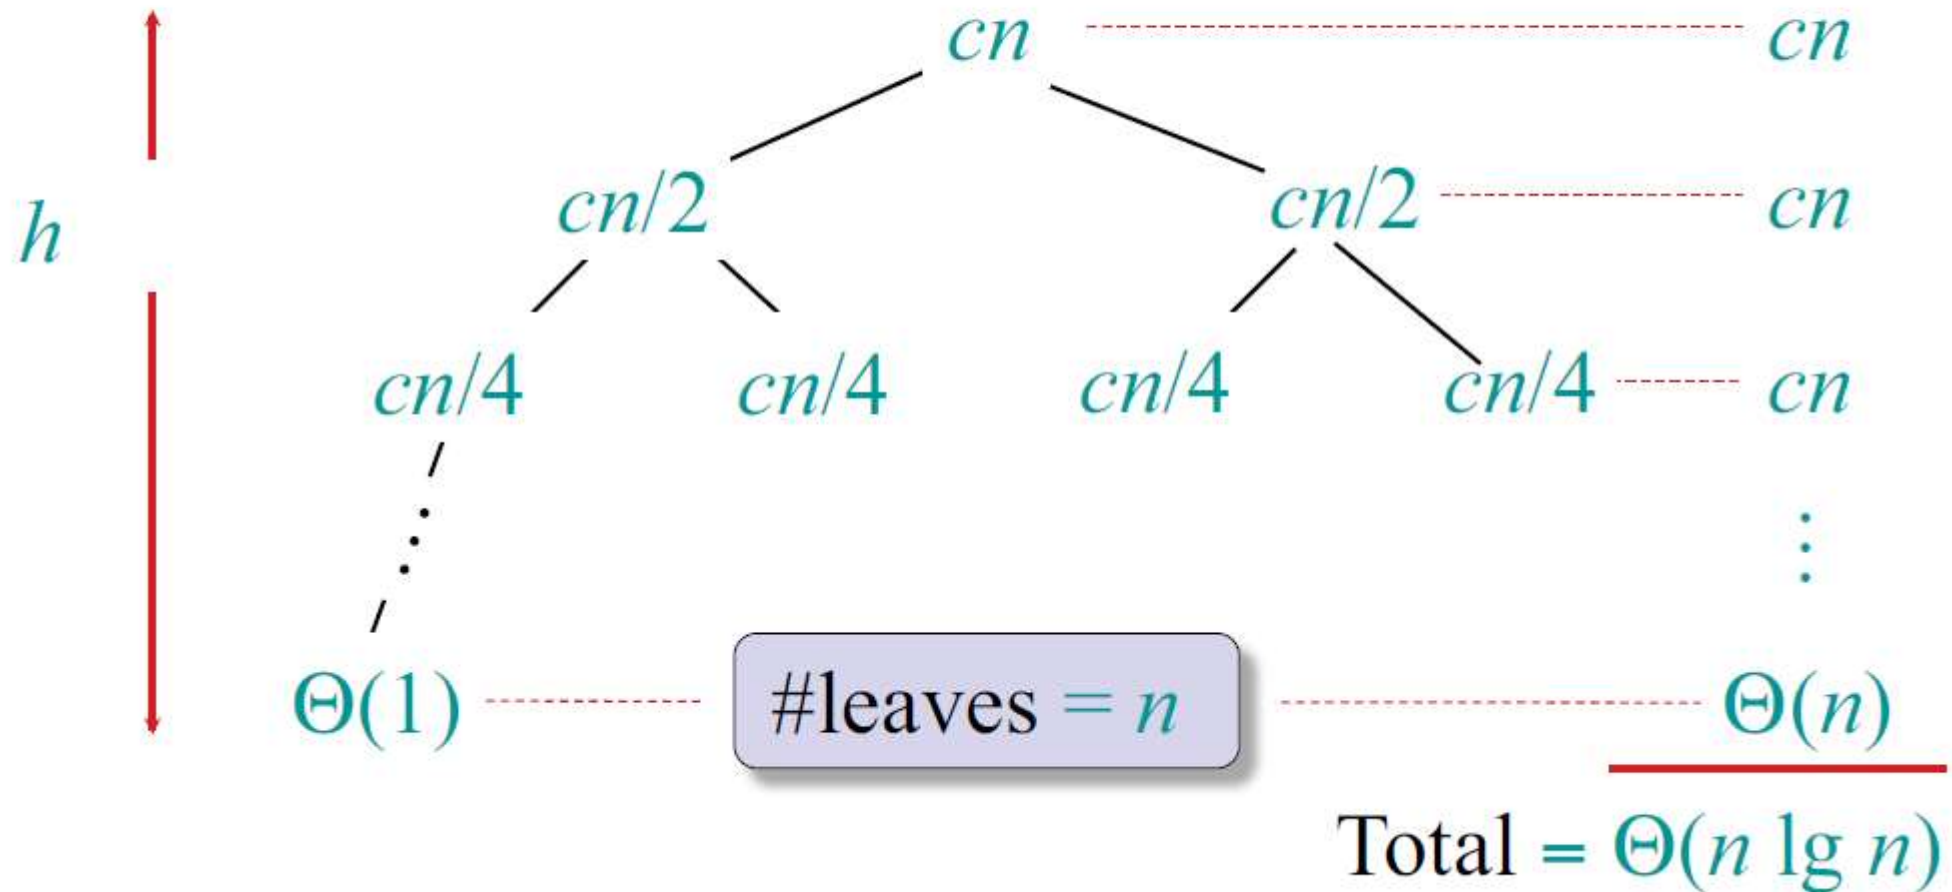 cn cn
cn/2 cn/2 cn
h
cn/4 cn/4 cn/4 cn/4 cn
⋮
Θ(1) #leaves = n Θ(n)
Total = Θ(n lg n)